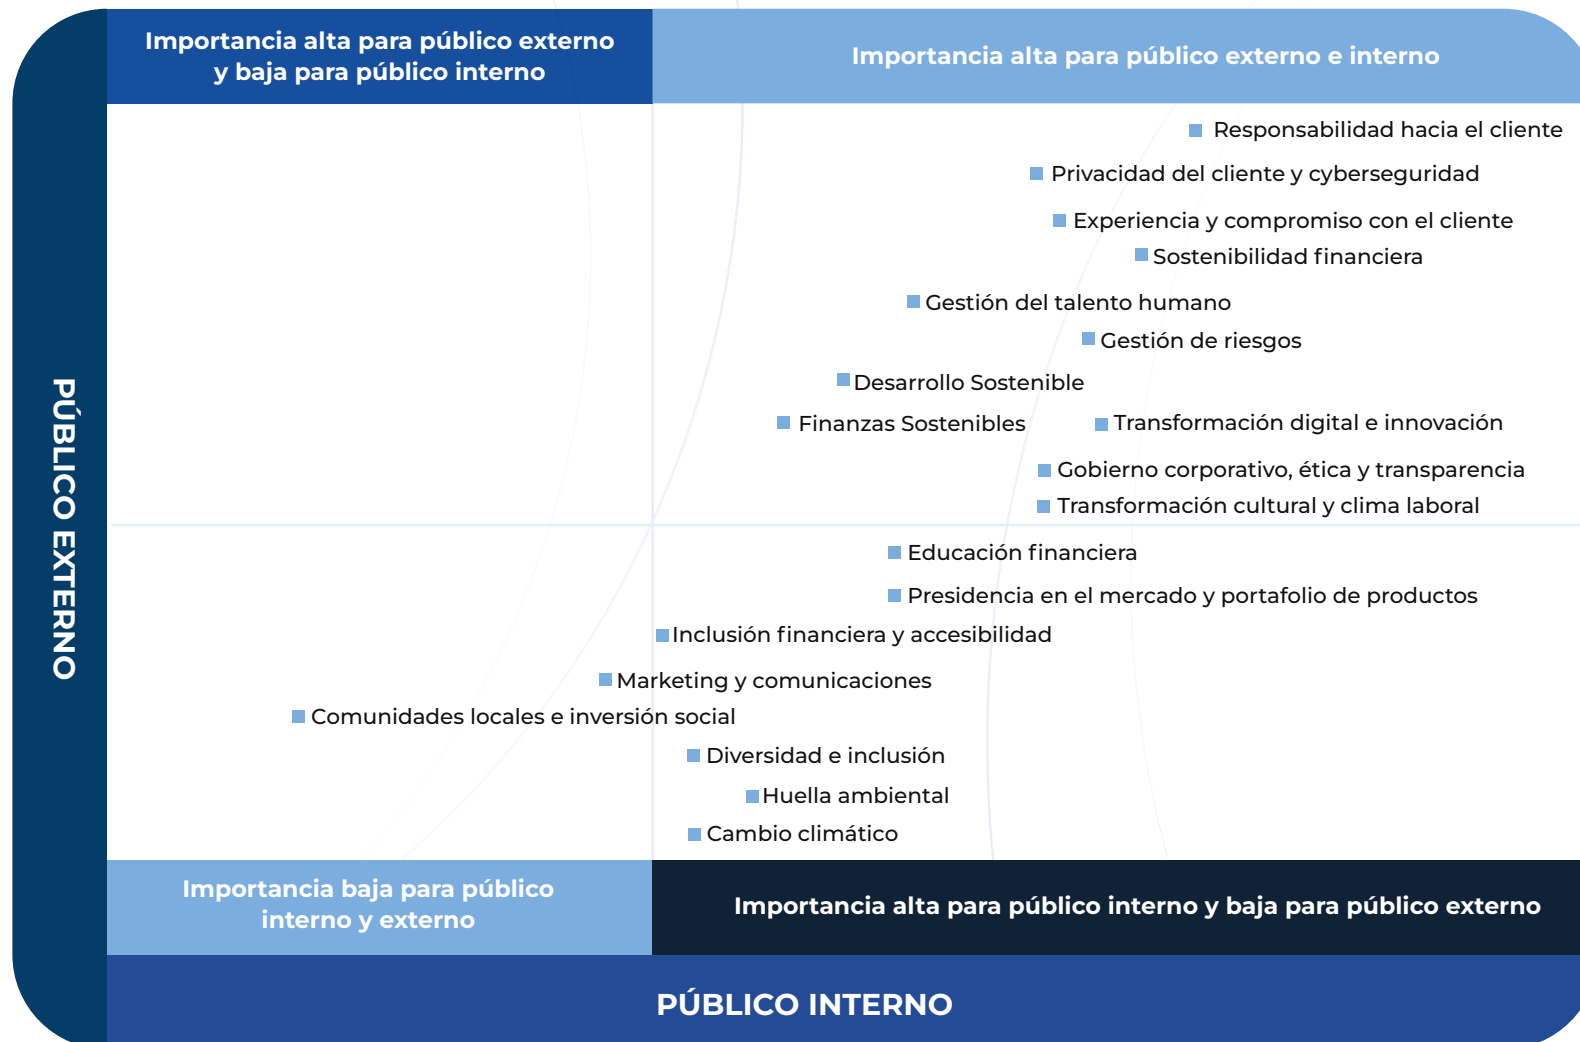 Importancia alta para público externo
y baja para público interno
Importancia alta para público externo e interno
Responsabilidad hacia el cliente
Privacidad del cliente y cyberseguridad
Experiencia y compromiso con el cliente
Sostenibilidad financiera
Gestión del talento humano
Gestión de riesgos
Desarrollo Sostenible
Finanzas Sostenibles
Transformación digital e innovación
Gobierno corporativo, ética y transparencia
Transformación cultural y clima laboral
PÚBLICO EXTERNO
Educación financiera
Presidencia en el mercado y portafolio de productos
Inclusión financiera y accesibilidad
Marketing y comunicaciones
Comunidades locales e inversión social
Diversidad e inclusión
Huella ambiental
Cambio climático
Importancia baja para público
interno y externo
Importancia alta para público interno y baja para público externo
PÚBLICO INTERNO